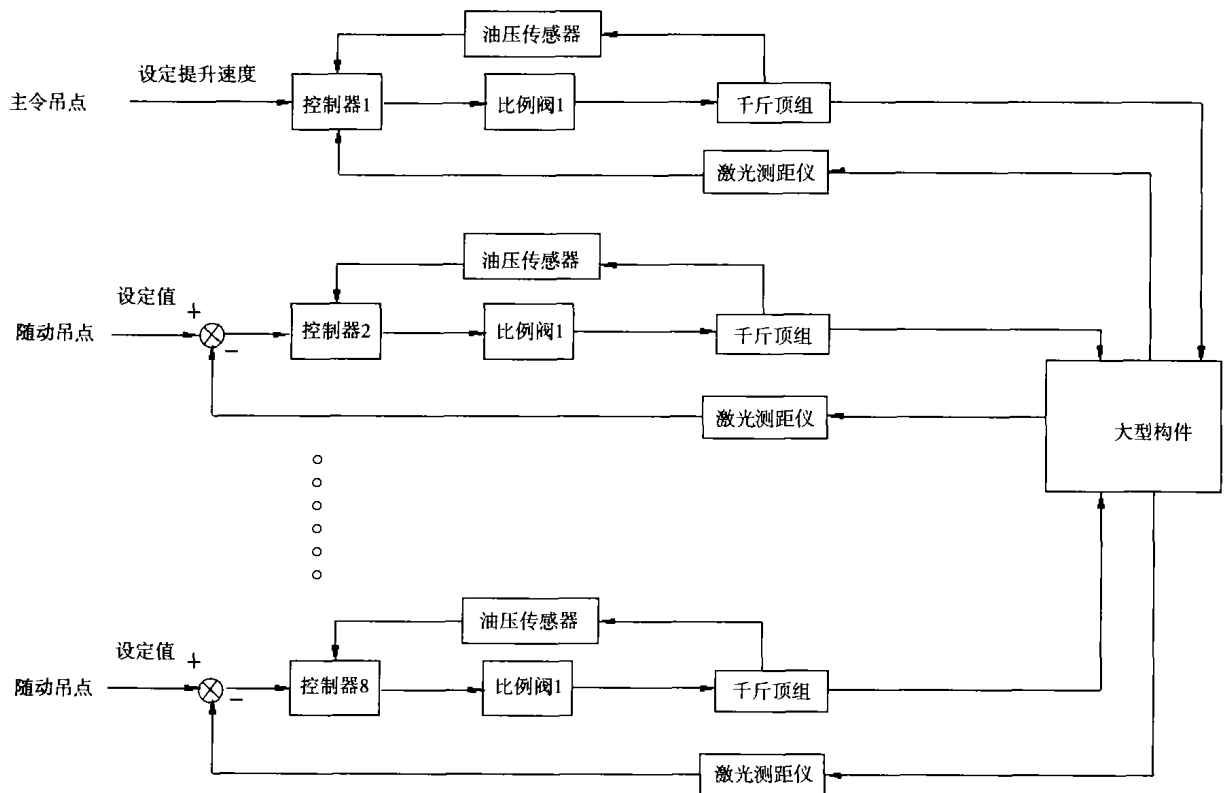 油压传感器
设定提升速度
主令吊点
控制器1
比例阀1
千斤顶组
激光测距仪
油压传感器
设定值
+
随动吊点
控制器2
比例阀1
千斤顶组
−
激光测距仪
大型构件
油压传感器
设定值
+
随动吊点
控制器8
比例阀1
千斤顶组
−
激光测距仪